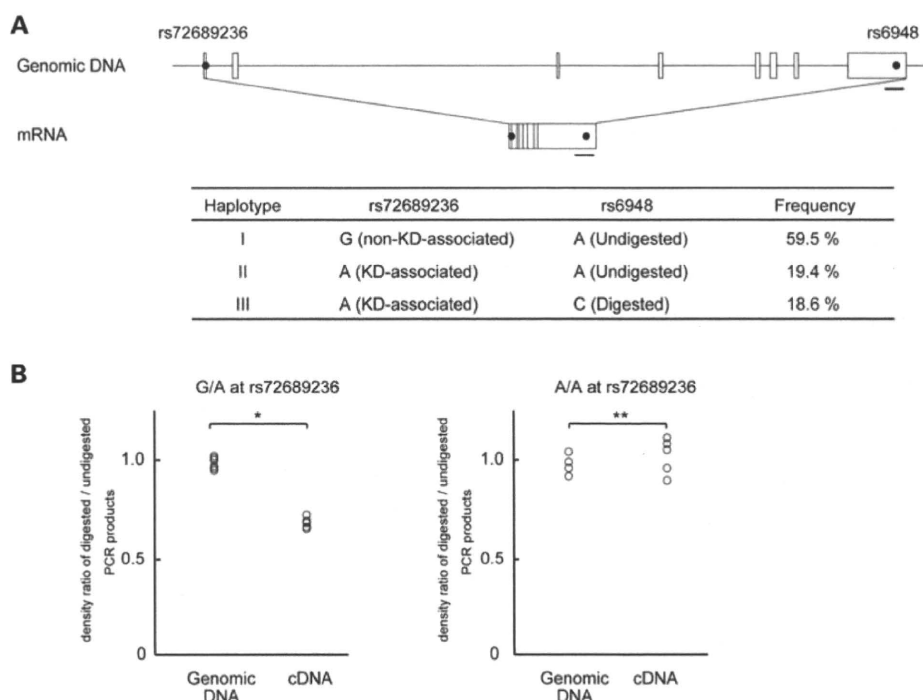 A
rs72689236
rs6948
Genomic DNA
mRNA
Haplotype rs72689236 rs6948 Frequency
I G (non-KD-associated) A (Undigested) 59.5 %
II A (KD-associated) A (Undigested) 19.4 %
III A (KD-associated) C (Digested) 18.6 %
B
G/A at rs72689236
*
density ratio of digested / undigested
PCR products
1.0
0.5
0
Genomic
DNA
cDNA
A/A at rs72689236
**
density ratio of digested / undigested
PCR products
1.0
0.5
0
Genomic
DNA
cDNA